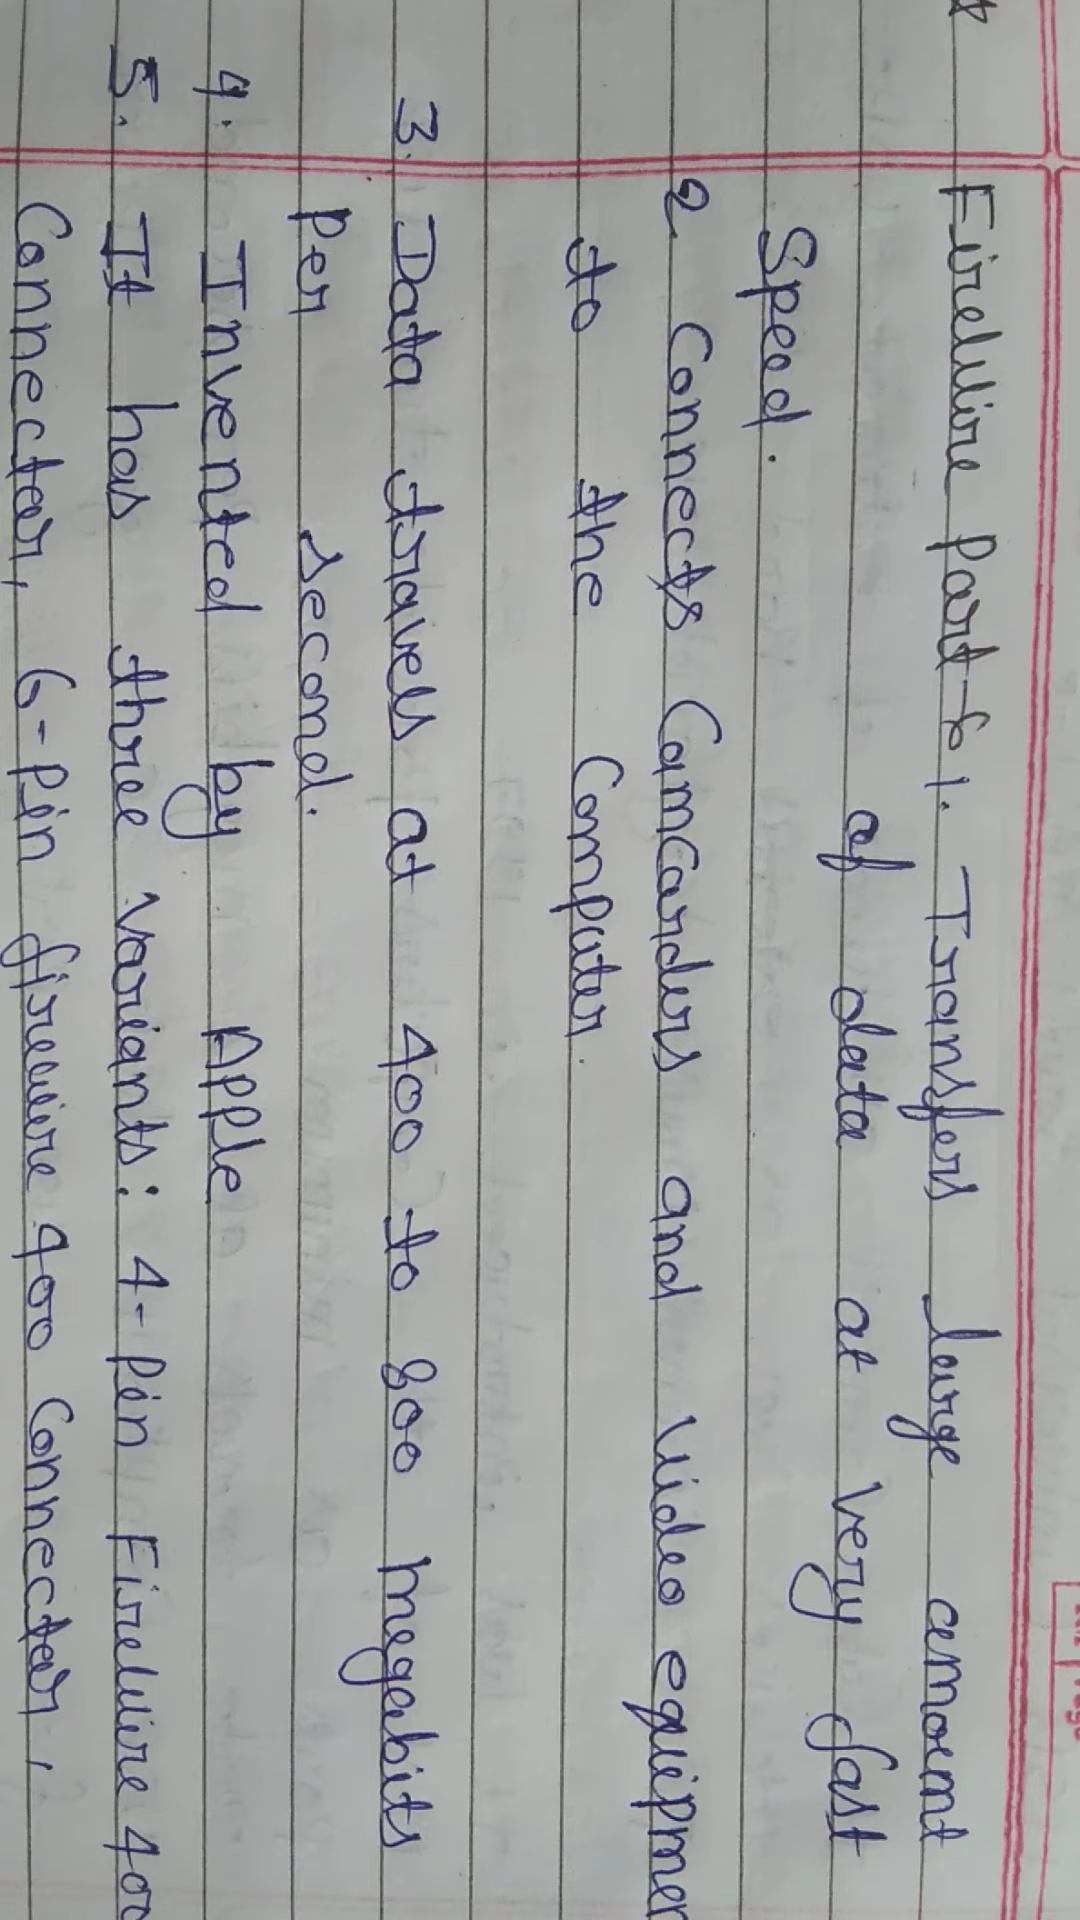 Firewire Port-6 1. Transfers large amount
of data at very fast
Speed.
2. Connects Camcorders and video equipmen
to the Computer.
3. Data travels at 400 to 800 megabits
Per second.
4. Invented by Apple
5. It has three Variants: 4-Pin FireWire 400
Connector, 6-Pin firewire 400 Connector,